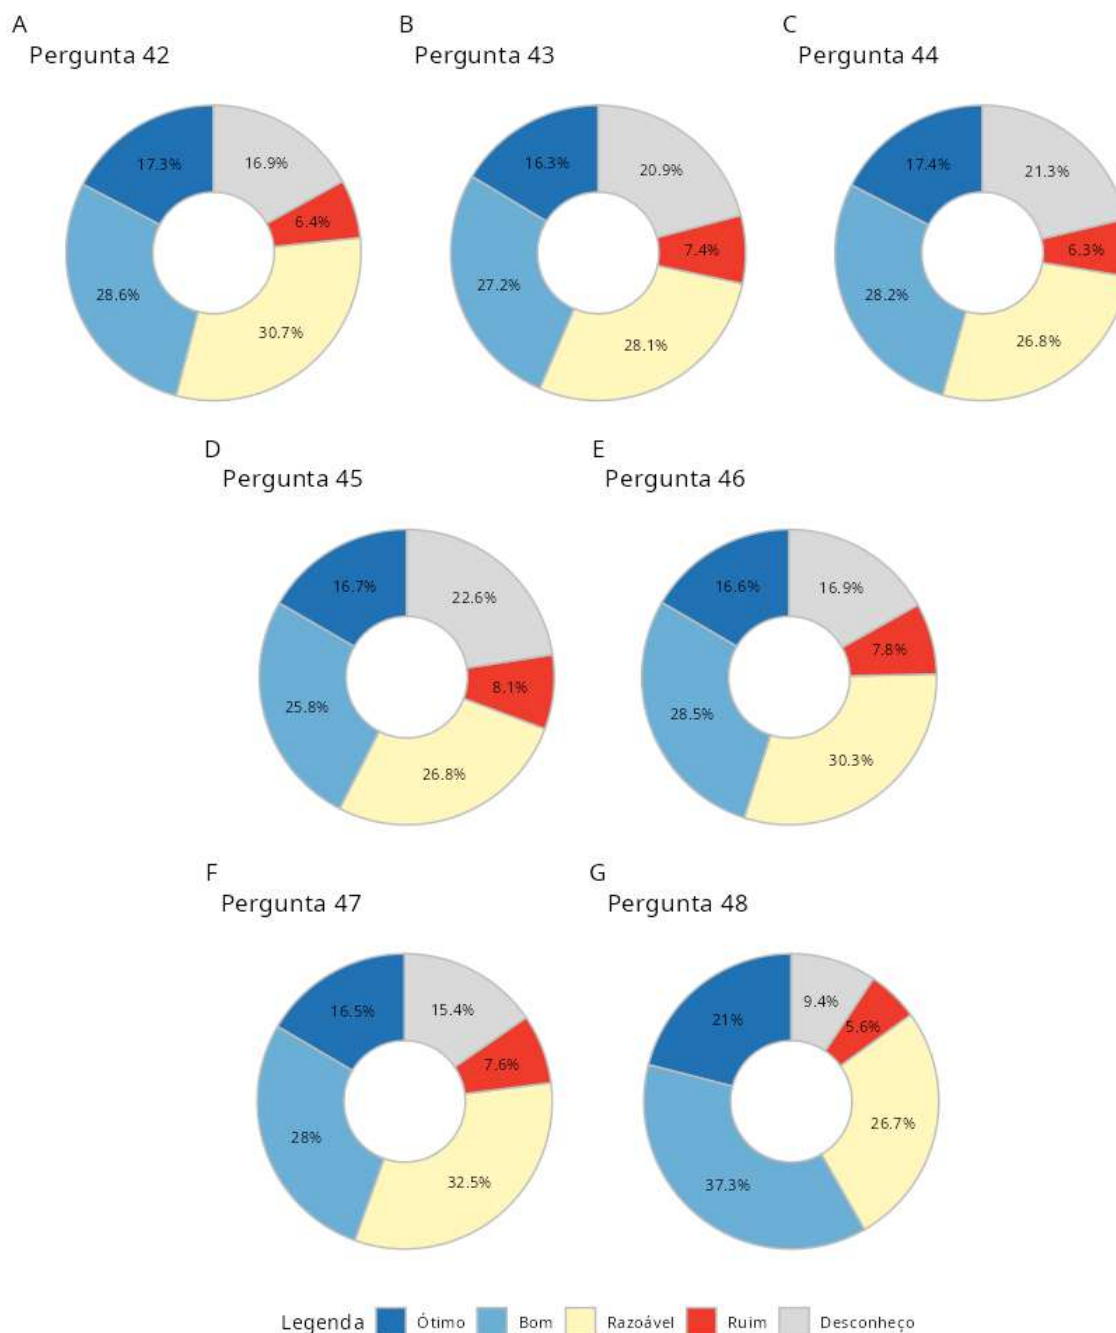 A
Pergunta 42
17.3%
16.9%
6.4%
28.6%
30.7%
B
Pergunta 43
16.3%
20.9%
7.4%
27.2%
28.1%
C
Pergunta 44
17.4%
21.3%
6.3%
28.2%
26.8%
D
Pergunta 45
16.7%
22.6%
8.1%
25.8%
26.8%
E
Pergunta 46
16.6%
16.9%
7.8%
28.5%
30.3%
F
Pergunta 47
16.5%
15.4%
7.6%
28%
32.5%
G
Pergunta 48
21%
9.4%
5.6%
26.7%
37.3%
Legenda Ótimo Bom Razoável Ruim Desconheço